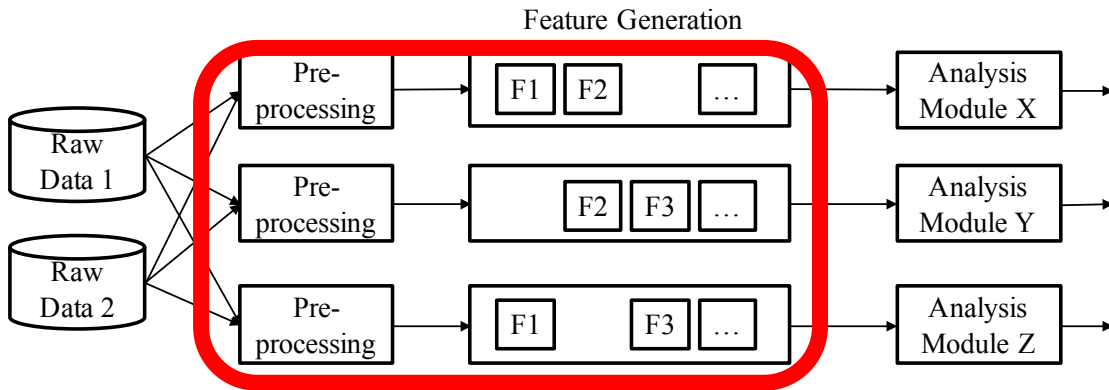 Feature Generation
Raw
Data 1
Raw
Data 2
Pre-
processing
F1 F2 …
Analysis
Module X
Pre-
processing
F2 F3 …
Analysis
Module Y
Pre-
processing
F1 F3 …
Analysis
Module Z